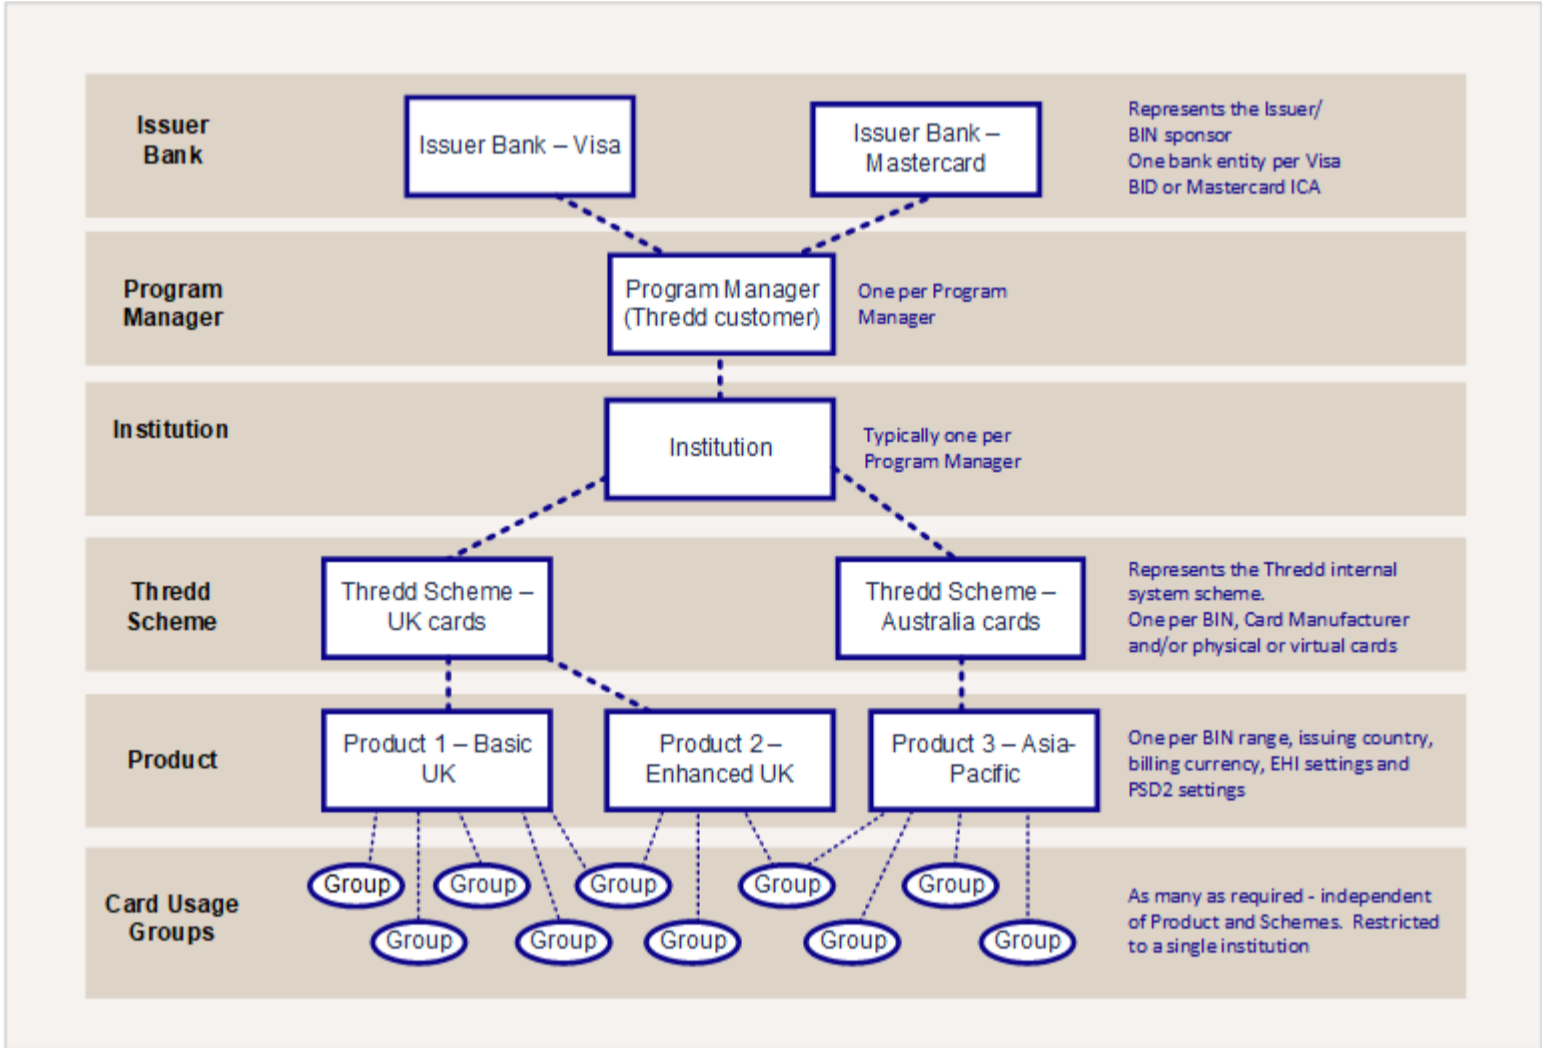 Issuer
Bank
Issuer Bank – Visa
Issuer Bank –
Mastercard
Represents the Issuer/
BIN sponsor
One bank entity per Visa
BID or Mastercard ICA
Program
Manager
Program Manager
(Thredd customer)
One per Program
Manager
Institution
Institution
Typically one per
Program Manager
Thredd
Scheme
Thredd Scheme –
UK cards
Thredd Scheme –
Australia cards
Represents the Thredd internal
system scheme.
One per BIN, Card Manufacturer
and/or physical or virtual cards
Product
Product 1 – Basic
UK
Product 2 –
Enhanced UK
Product 3 – Asia-
Pacific
One per BIN range, issuing country,
billing currency, EHI settings and
PSD2 settings
Card Usage
Groups
Group
Group
Group
Group
Group
Group
Group
Group
Group
Group
As many as required - independent
of Product and Schemes. Restricted
to a single institution